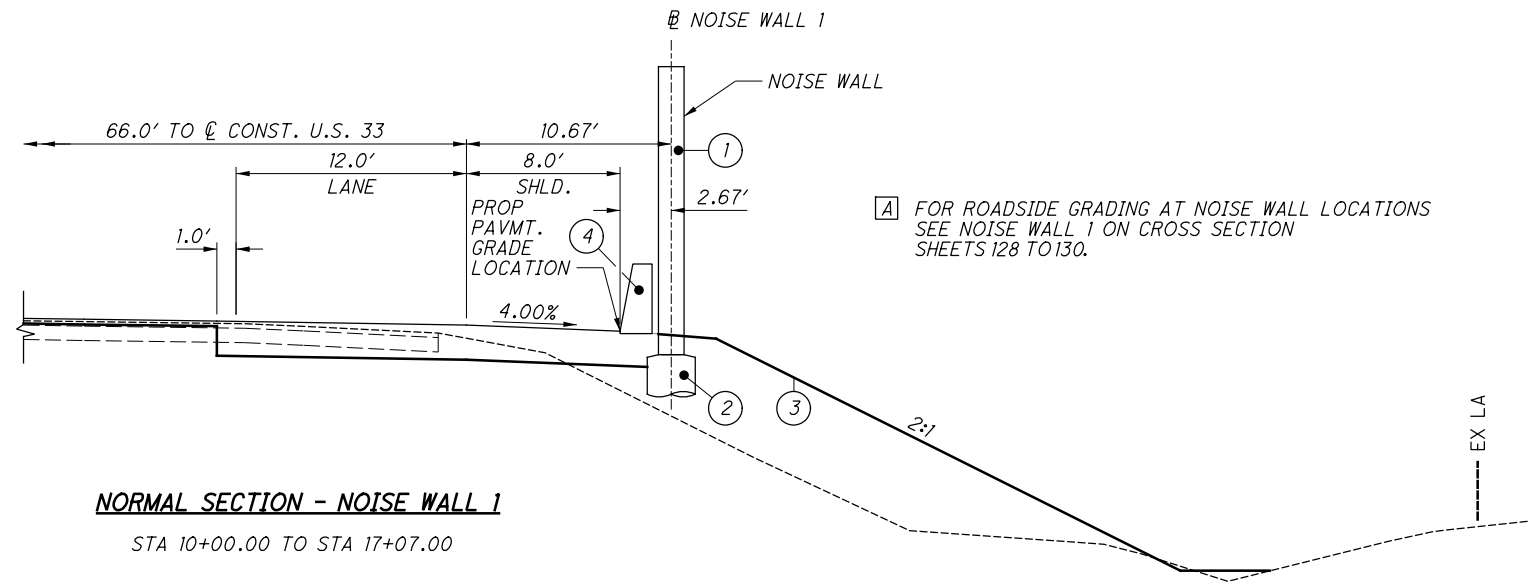 ⅊ NOISE WALL 1
NOISE WALL
66.0' TO ℄ CONST. U.S. 33
10.67'
1
12.0'
LANE
8.0'
SHLD.
2.67'
PROP
PAVMT.
GRADE
LOCATION
4
A FOR ROADSIDE GRADING AT NOISE WALL LOCATIONS
SEE NOISE WALL 1 ON CROSS SECTION
SHEETS 128 TO 130.
1.0'
4.00%
2
3
2:1
EX LA
NORMAL SECTION - NOISE WALL 1
STA 10+00.00 TO STA 17+07.00